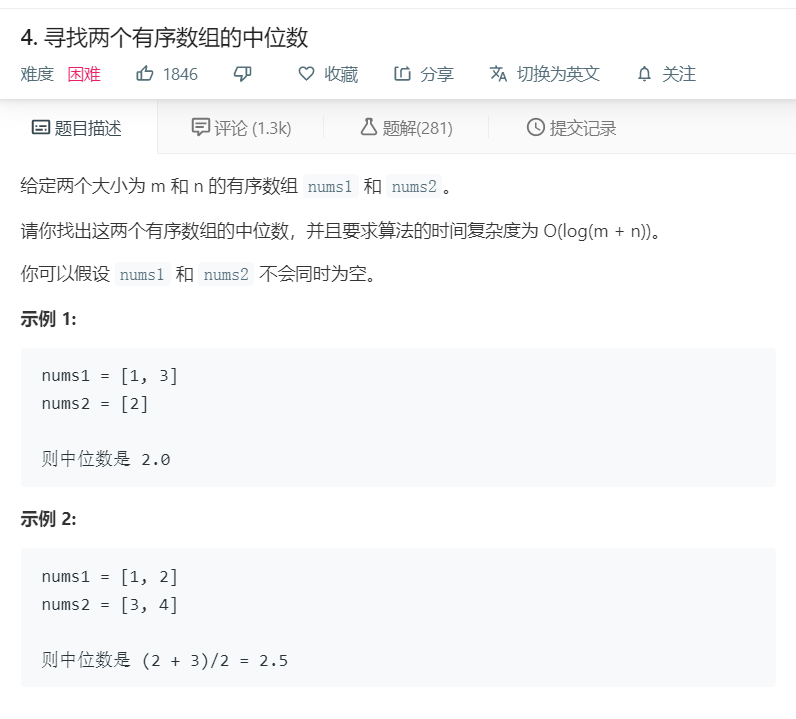 4. 寻找两个有序数组的中位数
难度 困难 1846 收藏 分享 切换为英文 关注
题目描述 评论 (1.3k) 题解(281) 提交记录
给定两个大小为 m 和 n 的有序数组 nums1 和 nums2 。
请你找出这两个有序数组的中位数，并且要求算法的时间复杂度为 O(log(m + n))。
你可以假设 nums1 和 nums2 不会同时为空。
示例 1:
nums1 = [1, 3]
nums2 = [2]
则中位数是 2.0
示例 2:
nums1 = [1, 2]
nums2 = [3, 4]
则中位数是 (2 + 3)/2 = 2.5